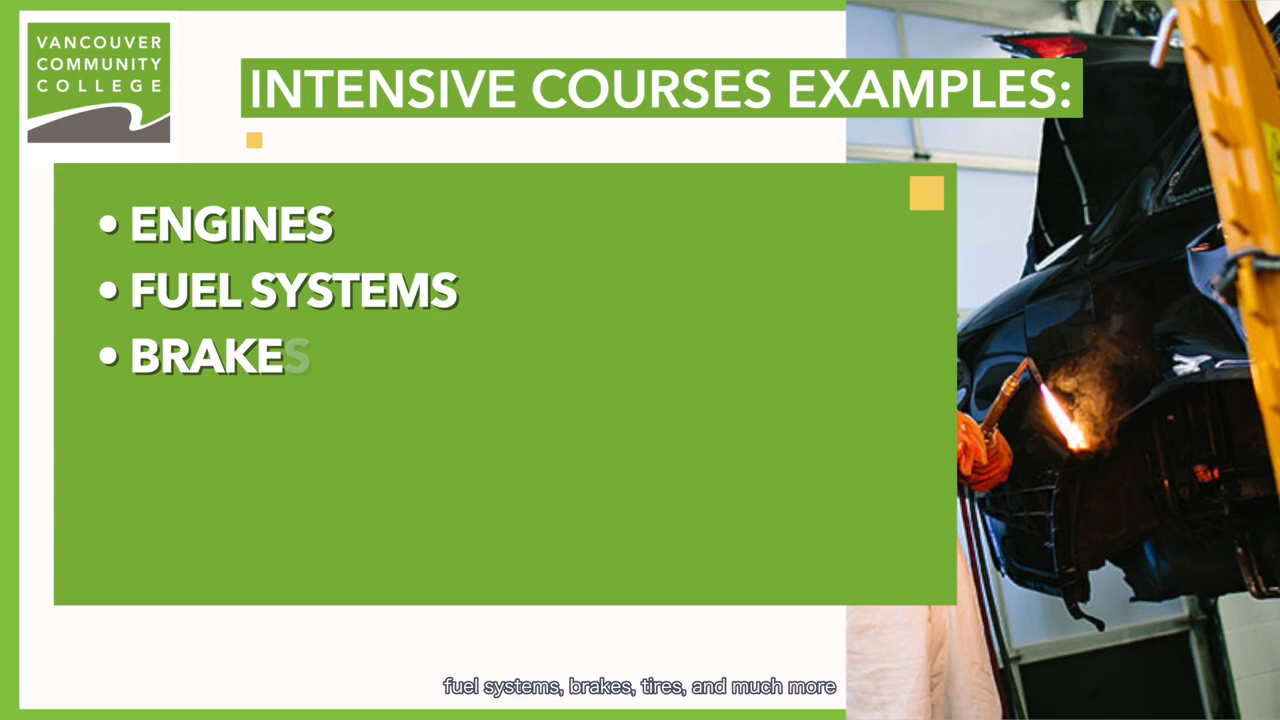 VANCOUVER
COMMUNITY
COLLEGE
INTENSIVE COURSES EXAMPLES:
• ENGINES
• FUEL SYSTEMS
• BRAKES
fuel systems, brakes, tires, and much more